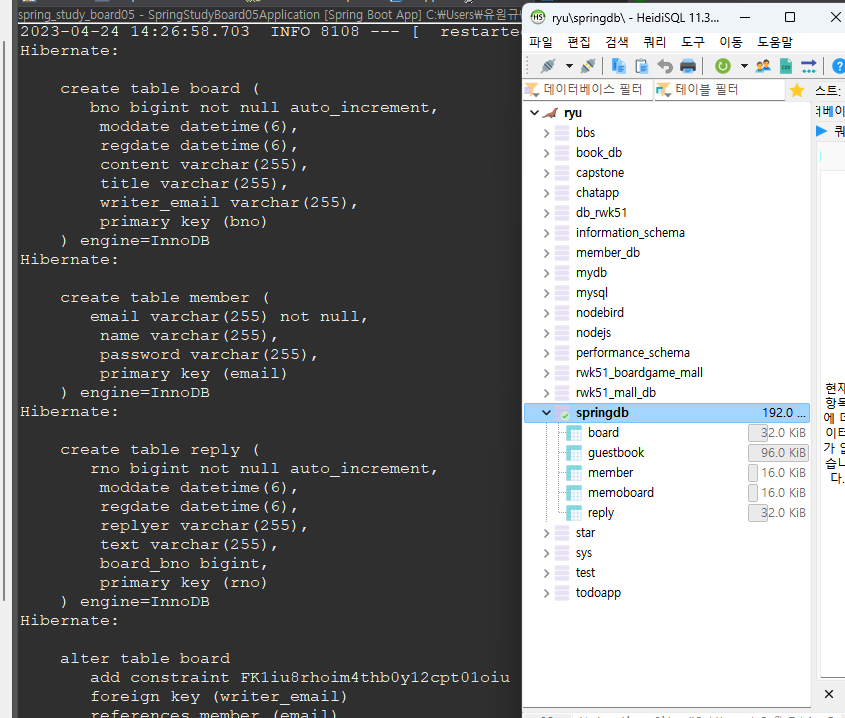 spring_study_board05 - SpringStudyBoard05Application [Spring Boot App] C:₩Users₩유원규
2023-04-24 14:26:58.703  INFO 8108 --- [  restarte
Hibernate:
create table board (
bno bigint not null auto_increment,
moddate datetime(6),
regdate datetime(6),
content varchar(255),
title varchar(255),
writer_email varchar(255),
primary key (bno)
) engine=InnoDB
Hibernate:
create table member (
email varchar(255) not null,
name varchar(255),
password varchar(255),
primary key (email)
) engine=InnoDB
Hibernate:
create table reply (
rno bigint not null auto_increment,
moddate datetime(6),
regdate datetime(6),
replyer varchar(255),
text varchar(255),
board_bno bigint,
primary key (rno)
) engine=InnoDB
Hibernate:
alter table board
add constraint FK1iu8rhoim4thb0y12cpt01oiu
foreign key (writer_email)
references member (email)
ryu\springdb\ - HeidiSQL 11.3...
파일 편집 검색 쿼리 도구 이동 도움말
데이터베이스 필터 테이블 필터
스트:
ryu
bbs
book_db
capstone
chatapp
db_rwk51
information_schema
member_db
mydb
mysql
nodebird
nodejs
performance_schema
rwk51_boardgame_mall
rwk51_mall_db
springdb 192.0 ...
board 32.0 KiB
guestbook 96.0 KiB
member 16.0 KiB
memoboard 16.0 KiB
reply 32.0 KiB
star
sys
test
todoapp
현재
항목
에 데
이터
가 없
습니
다.